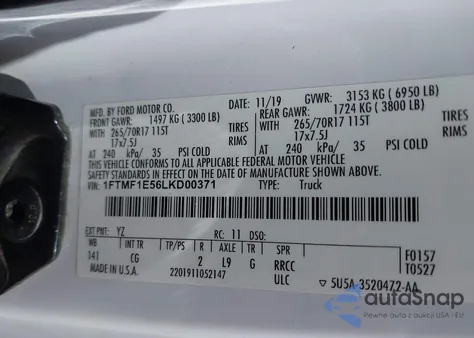 MFD. BY FORD MOTOR CO.
DATE: 11/19 GVWR: 3153 KG ( 6950 LB)
FRONT GAWR: 1497 KG ( 3300 LB) REAR GAWR: 1724 KG ( 3800 LB)
WITH 265/70R17 115T TIRES WITH 265/70R17 115T TIRES
17x7.5J RIMS 17x7.5J RIMS
AT 240 kPa/ 35 PSI COLD AT 240 kPa/ 35 PSI COLD
THIS VEHICLE CONFORMS TO ALL APPLICABLE FEDERAL MOTOR VEHICLE
SAFETY STANDARDS IN EFFECT ON THE DATE OF MANUFACTURE SHOWN ABOVE.
VIN: 1FTMF1E56LKD00371 TYPE: Truck
EXT PNT: YZ RC: 11 DSO: F0157
WB INT TR TP/PS R AXLE TR SPR T0527
141 CG 2 L9 G RRCC
MADE IN U.S.A. 2201911052147 ULC 5U5A-3520472-AA
autoSnap
UPDATED CAR AUCTION - US & EU